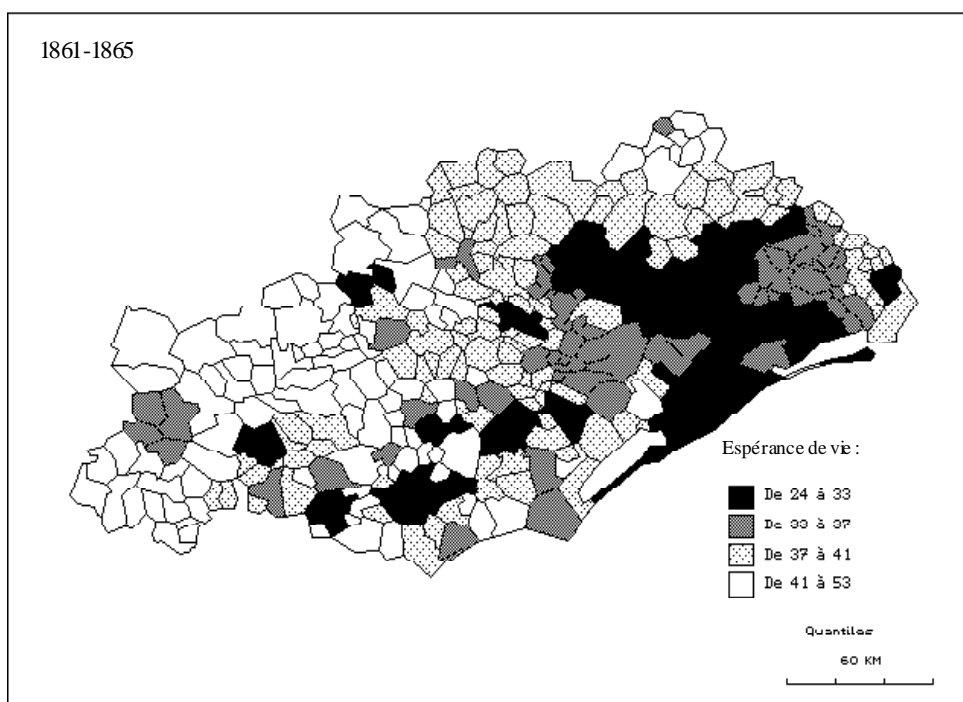 1861-1865
Espérance de vie :
De 24 à 33
De 33 à 37
De 37 à 41
De 41 à 53
Quantiles
60 KM